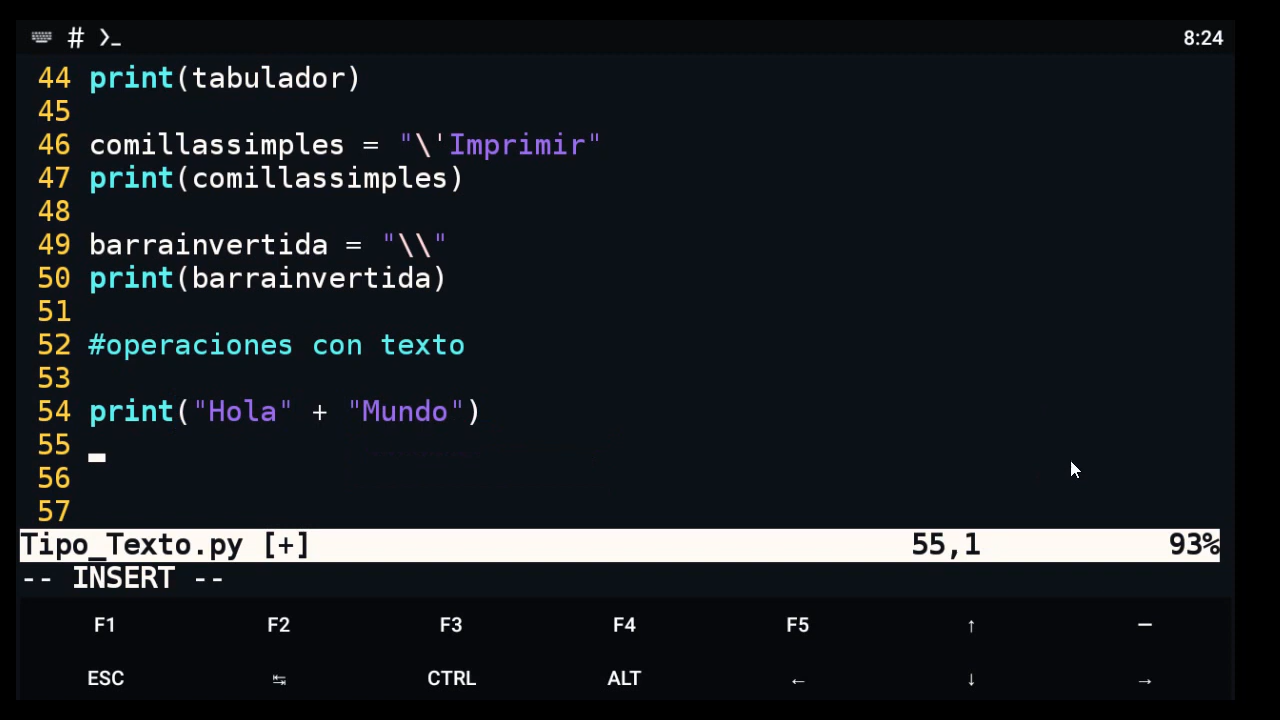 # ❯_ 8:24
44 print(tabulador)
45
46 comillassimples = "\'Imprimir"
47 print(comillassimples)
48
49 barrainvertida = "\\"
50 print(barrainvertida)
51
52 #operaciones con texto
53
54 print("Hola" + "Mundo")
55
56
57
Tipo_Texto.py [+] 55,1 93%
-- INSERT --
F1 F2 F3 F4 F5 ↑ —
ESC ↹ CTRL ALT ← ↓ →